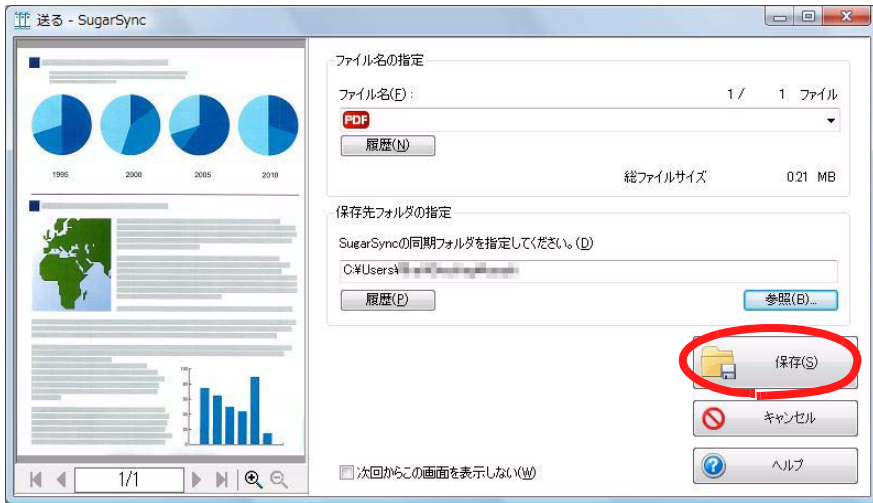 送る - SugarSync
ファイル名の指定
ファイル名(F):
1 / 1 ファイル
PDF
履歴(N)
総ファイルサイズ 0.21 MB
保存先フォルダの指定
SugarSyncの同期フォルダを指定してください。(D)
C:¥Users¥
履歴(P)
参照(B)...
保存(S)
キャンセル
ヘルプ
次回からこの画面を表示しない(W)
1995 2000 2005 2010
1/1